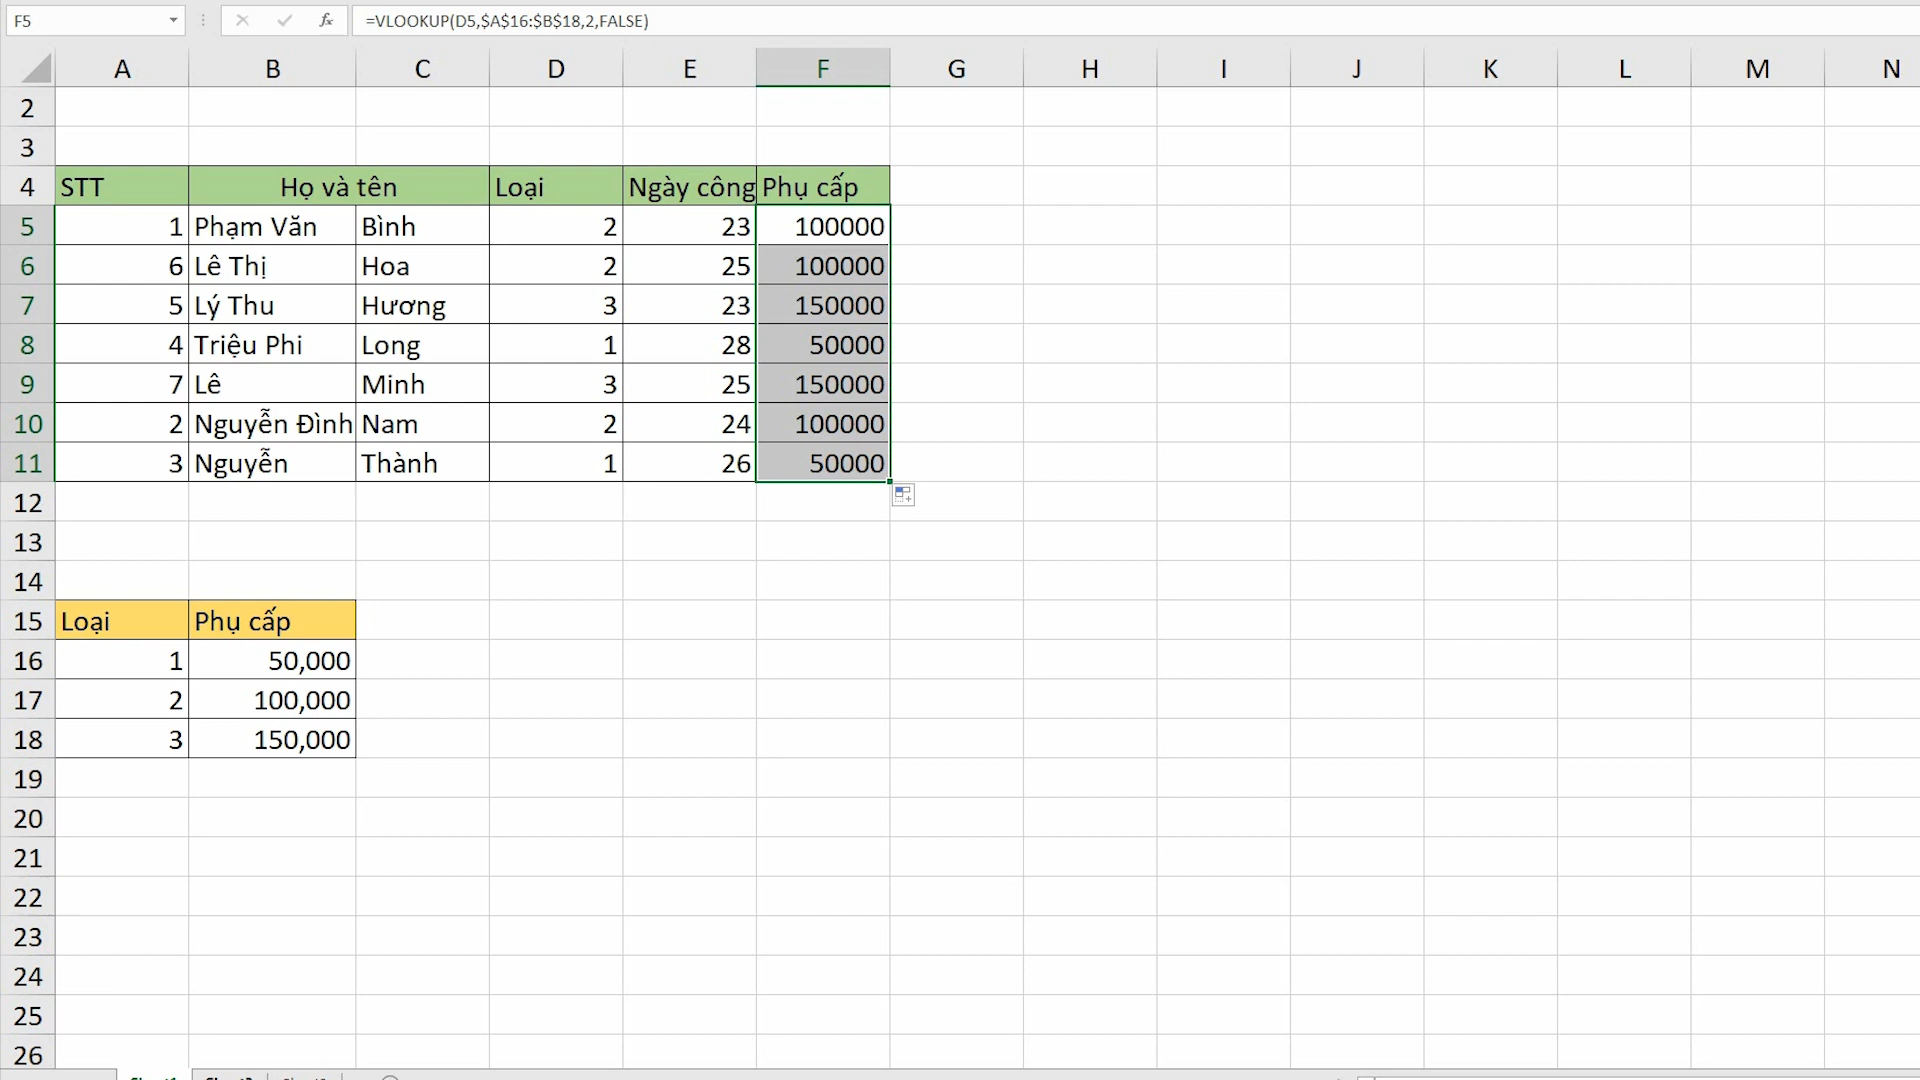 F5 fx =VLOOKUP(D5,$A$16:$B$18,2,FALSE)
A B C D E F G H I J K L M N
2
3
4 STT Họ và tên Loại Ngày công Phụ cấp
5 1 Phạm Văn Bình 2 23 100000
6 6 Lê Thị Hoa 2 25 100000
7 5 Lý Thu Hương 3 23 150000
8 4 Triệu Phi Long 1 28 50000
9 7 Lê Minh 3 25 150000
10 2 Nguyễn Đình Nam 2 24 100000
11 3 Nguyễn Thành 1 26 50000
12
13
14
15 Loại Phụ cấp
16 1 50,000
17 2 100,000
18 3 150,000
19
20
21
22
23
24
25
26